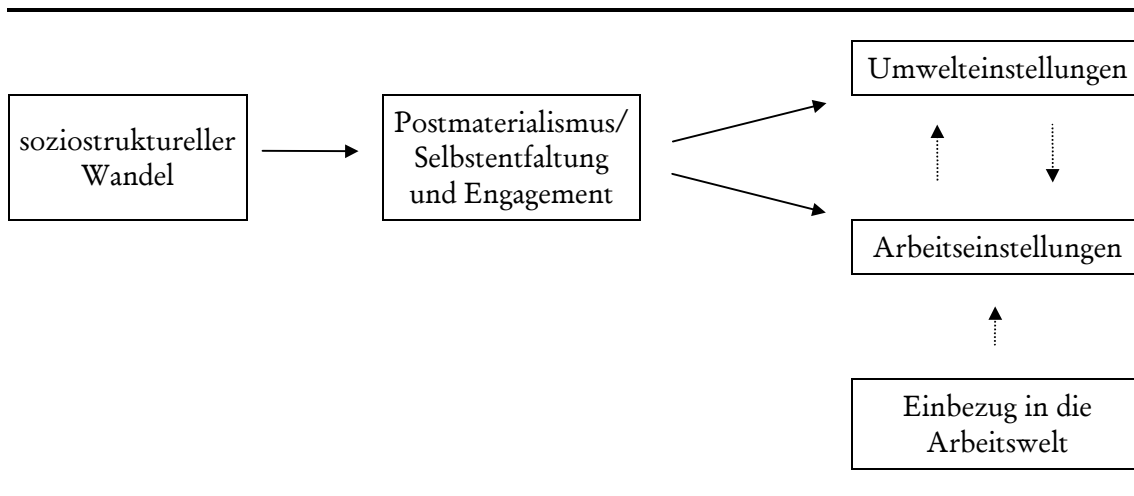 soziostruktureller
Wandel
Postmaterialismus/
Selbstentfaltung
und Engagement
Umwelteinstellungen
Arbeitseinstellungen
Einbezug in die
Arbeitswelt